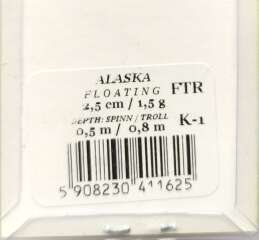 ALASKA
FLOATING FTR
2,5 cm / 1,5 g
DEPTH: SPINN / TROLL
0,5 m / 0,8 m K-1
5 908230 411625